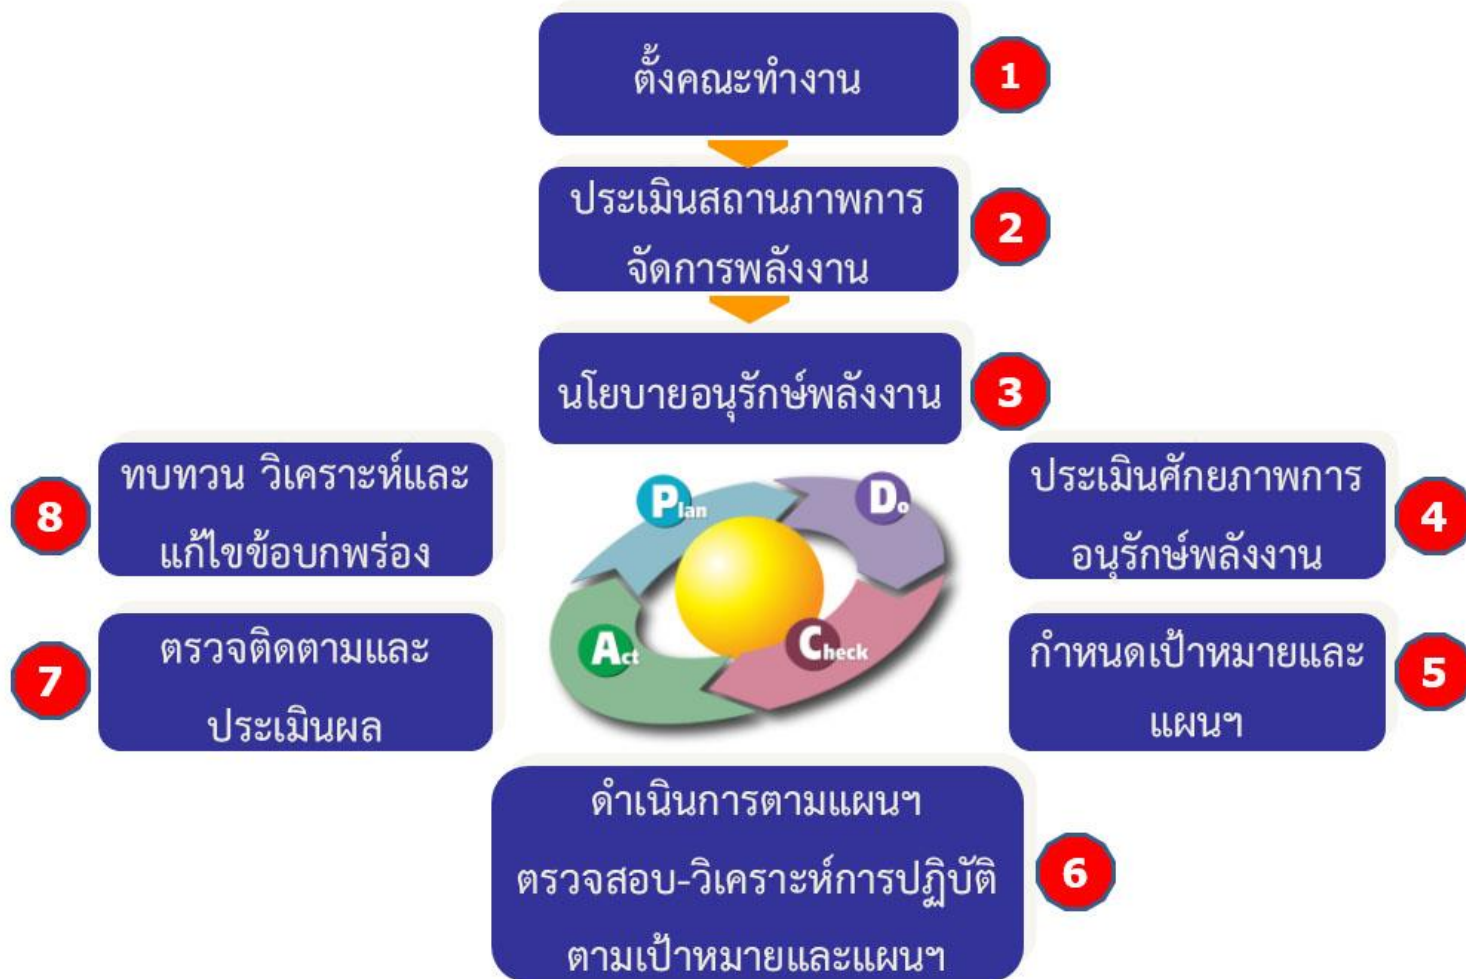 ตั้งคณะทำงาน
1
ประเมินสถานภาพการ
จัดการพลังงาน
2
นโยบายอนุรักษ์พลังงาน
3
ประเมินศักยภาพการ
อนุรักษ์พลังงาน
4
กำหนดเป้าหมายและ
แผนฯ
5
ดำเนินการตามแผนฯ
ตรวจสอบ-วิเคราะห์การปฏิบัติ
ตามเป้าหมายและแผนฯ
6
ตรวจติดตามและ
ประเมินผล
7
ทบทวน วิเคราะห์และ
แก้ไขข้อบกพร่อง
8
Plan
Do
Check
Act